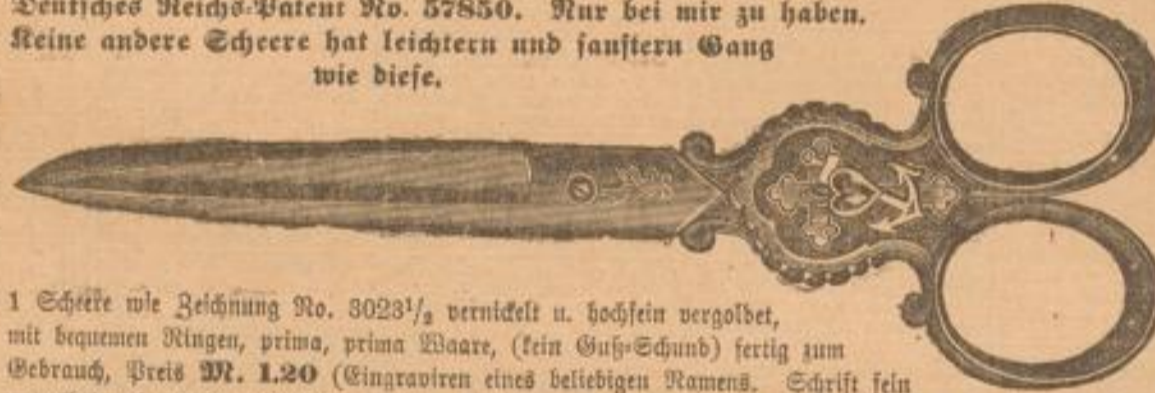 Deutsches Reichs-Patent No. 57850. Nur bei mir zu haben.
Keine andere Scheere hat leichtern und sanftern Gang
wie diese.
1 Scheere wie Zeichnung No. 3023½ vernickelt u. hochfein vergoldet,
mit bequemen Ringen, prima, prima Waare, (kein Guß-Schund) fertig zum
Gebrauch, Preis M. 1.20 (Eingraviren eines beliebigen Namens. Schrift fein